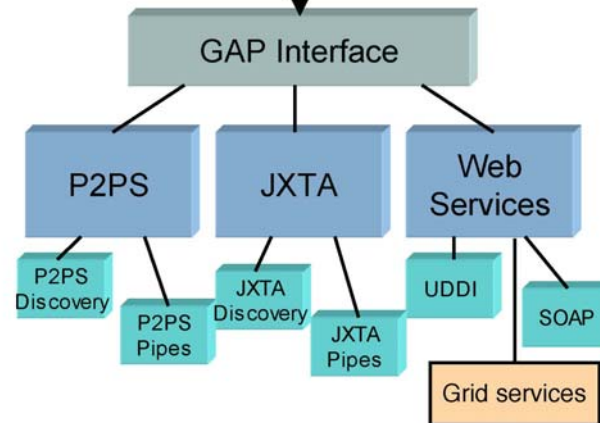 GAP Interface
P2PS
JXTA
Web
Services
P2PS
Discovery
P2PS
Pipes
JXTA
Discovery
JXTA
Pipes
UDDI
SOAP
Grid services